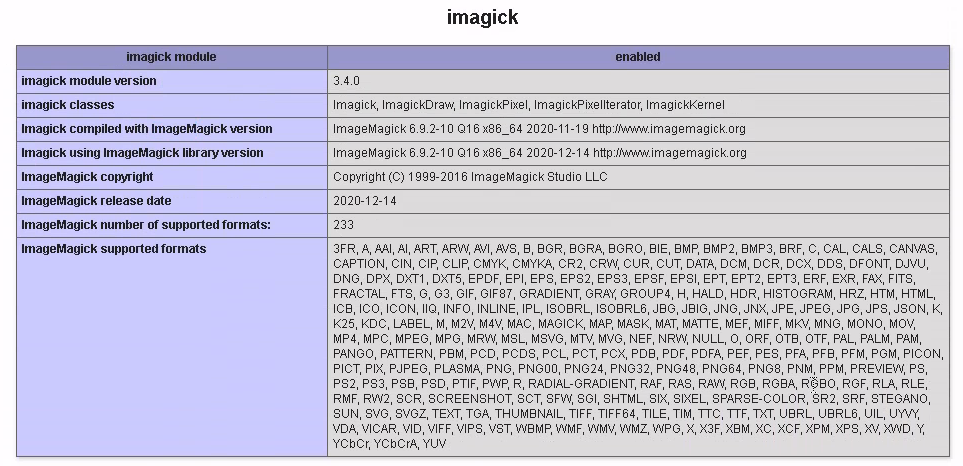 imagick
imagick module enabled
imagick module version 3.4.0
imagick classes Imagick, ImagickDraw, ImagickPixel, ImagickPixelIterator, ImagickKernel
Imagick compiled with ImageMagick version ImageMagick 6.9.2-10 Q16 x86_64 2020-11-19 http://www.imagemagick.org
Imagick using ImageMagick library version ImageMagick 6.9.2-10 Q16 x86_64 2020-12-14 http://www.imagemagick.org
ImageMagick copyright Copyright (C) 1999-2016 ImageMagick Studio LLC
ImageMagick release date 2020-12-14
ImageMagick number of supported formats: 233
ImageMagick supported formats 3FR, A, AAI, AI, ART, ARW, AVI, AVS, B, BGR, BGRA, BGRO, BIE, BMP, BMP2, BMP3, BRF, C, CAL, CALS, CANVAS,
CAPTION, CIN, CIP, CLIP, CMYK, CMYKA, CR2, CRW, CUR, CUT, DATA, DCM, DCR, DCX, DDS, DFONT, DJVU,
DNG, DPX, DXT1, DXT5, EPDF, EPI, EPS, EPS2, EPS3, EPSF, EPSI, EPT, EPT2, EPT3, ERF, EXR, FAX, FITS,
FRACTAL, FTS, G, G3, GIF, GIF87, GRADIENT, GRAY, GROUP4, H, HALD, HDR, HISTOGRAM, HRZ, HTM, HTML,
ICB, ICO, ICON, IIQ, INFO, INLINE, IPL, ISOBRL, ISOBRL6, JBG, JBIG, JNG, JNX, JPE, JPEG, JPG, JPS, JSON, K,
K25, KDC, LABEL, M, M2V, M4V, MAC, MAGICK, MAP, MASK, MAT, MATTE, MEF, MIFF, MKV, MNG, MONO, MOV,
MP4, MPC, MPEG, MPG, MRW, MSL, MSVG, MTV, MVG, NEF, NRW, NULL, O, ORF, OTB, OTF, PAL, PALM, PAM,
PANGO, PATTERN, PBM, PCD, PCDS, PCL, PCT, PCX, PDB, PDF, PDFA, PEF, PES, PFA, PFB, PFM, PGM, PICON,
PICT, PIX, PJPEG, PLASMA, PNG, PNG00, PNG24, PNG32, PNG48, PNG64, PNG8, PNM, PPM, PREVIEW, PS,
PS2, PS3, PSB, PSD, PTIF, PWP, R, RADIAL-GRADIENT, RAF, RAS, RAW, RGB, RGBA, RGBO, RGF, RLA, RLE,
RMF, RW2, SCR, SCREENSHOT, SCT, SFW, SGI, SHTML, SIX, SIXEL, SPARSE-COLOR, SR2, SRF, STEGANO,
SUN, SVG, SVGZ, TEXT, TGA, THUMBNAIL, TIFF, TIFF64, TILE, TIM, TTC, TTF, TXT, UBRL, UBRL6, UIL, UYVY,
VDA, VICAR, VID, VIFF, VIPS, VST, WBMP, WMF, WMV, WMZ, WPG, X, X3F, XBM, XC, XCF, XPM, XPS, XV, XWD, Y,
YCbCr, YCbCrA, YUV